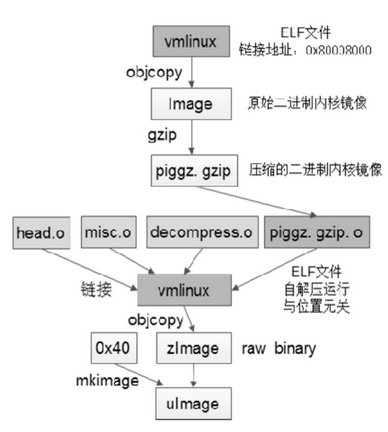 vmlinux
ELF文件
链接地址：0x80008000
objcopy
Image
原始二进制内核镜像
gzip
piggz. gzip
压缩的二进制内核镜像
head.o
misc.o
decompress.o
piggz. gzip. o
链接
vmlinux
ELF文件
自解压运行
与位置元关
objcopy
0x40
zImage
raw binary
mkimage
uImage